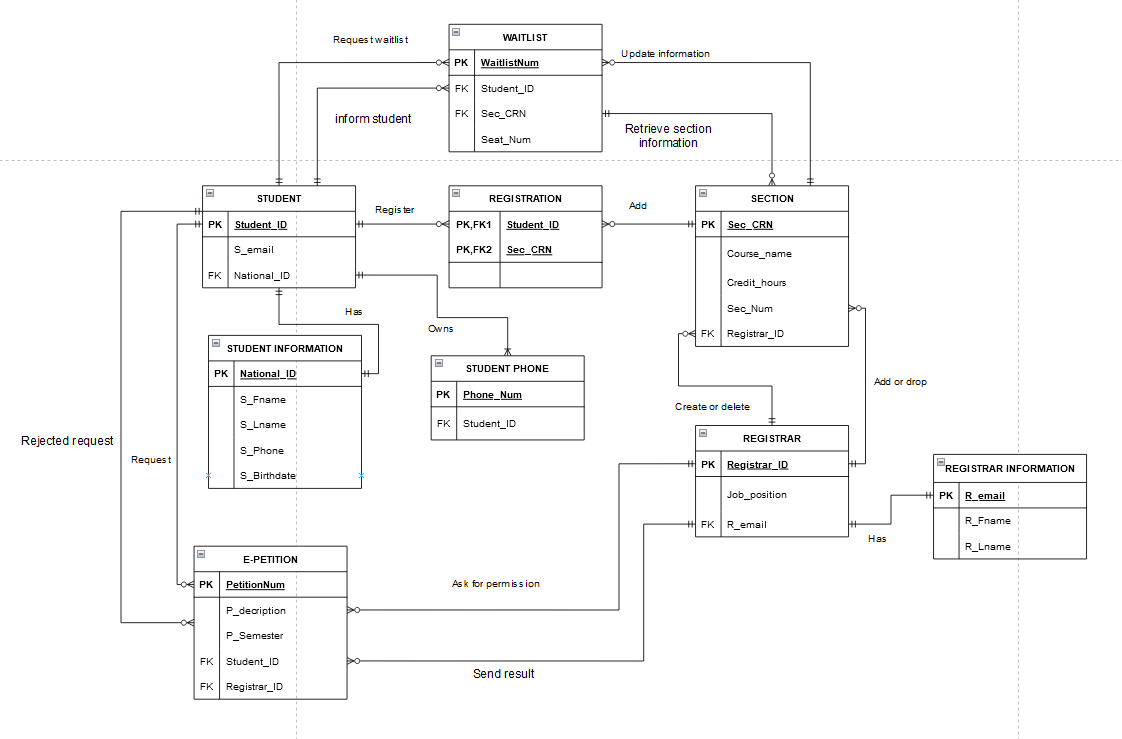 Request waitlist
WAITLIST
Update information
PK WaitlistNum
FK Student_ID
FK Sec_CRN
Seat_Num
inform student
Retrieve section
information
STUDENT
PK Student_ID
S_email
FK National_ID
Register
REGISTRATION
PK,FK1 Student_ID
PK,FK2 Sec_CRN
Add
SECTION
PK Sec_CRN
Course_name
Credit_hours
Sec_Num
FK Registrar_ID
Has
Owns
STUDENT INFORMATION
PK National_ID
S_Fname
S_Lname
S_Phone
S_Birthdate
STUDENT PHONE
PK Phone_Num
FK Student_ID
Add or drop
Create or delete
Rejected request
Request
REGISTRAR
PK Registrar_ID
Job_position
FK R_email
Has
REGISTRAR INFORMATION
PK R_email
R_Fname
R_Lname
E-PETITION
PK PetitionNum
P_decription
P_Semester
FK Student_ID
FK Registrar_ID
Ask for permission
Send result